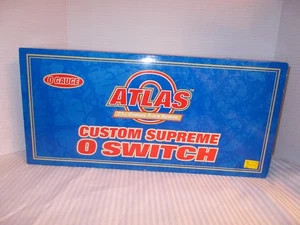 O GAUGE
ATLAS
O
CUSTOM SUPREME
O SWITCH